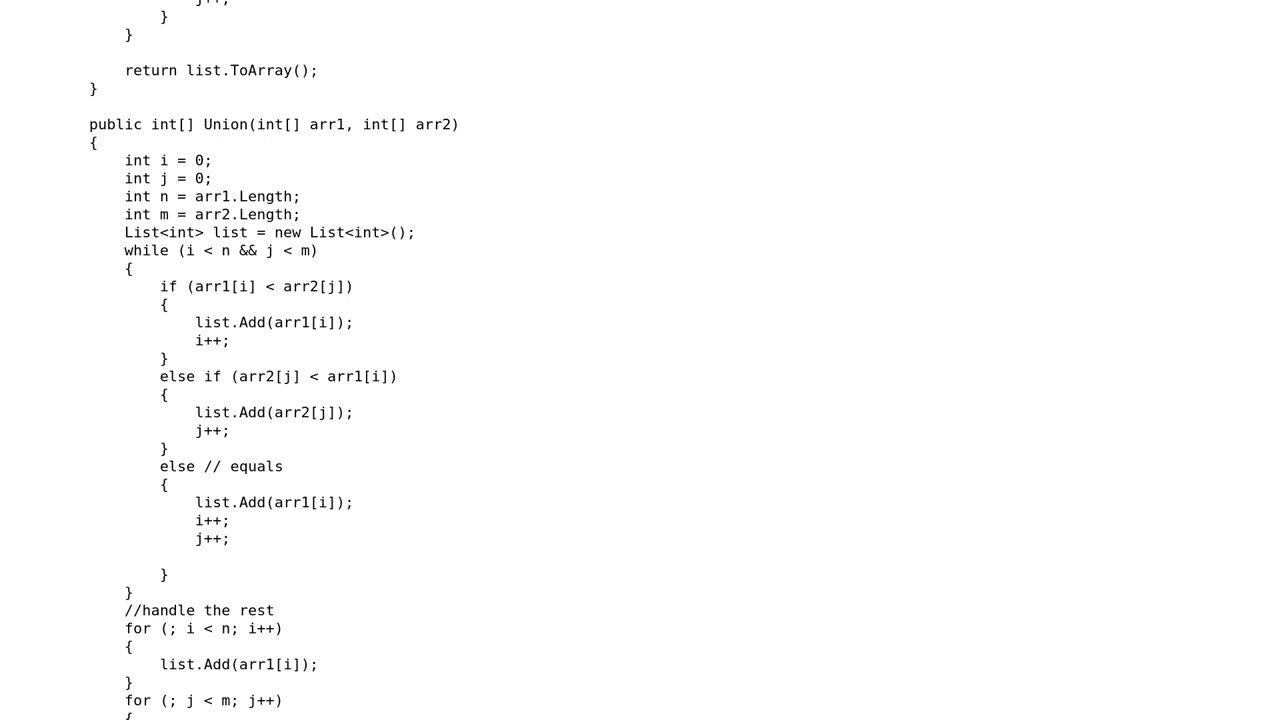 j++;
}
}
return list.ToArray();
}
public int[] Union(int[] arr1, int[] arr2)
{
int i = 0;
int j = 0;
int n = arr1.Length;
int m = arr2.Length;
List<int> list = new List<int>();
while (i < n && j < m)
{
if (arr1[i] < arr2[j])
{
list.Add(arr1[i]);
i++;
}
else if (arr2[j] < arr1[i])
{
list.Add(arr2[j]);
j++;
}
else // equals
{
list.Add(arr1[i]);
i++;
j++;
}
}
//handle the rest
for (; i < n; i++)
{
list.Add(arr1[i]);
}
for (; j < m; j++)
{